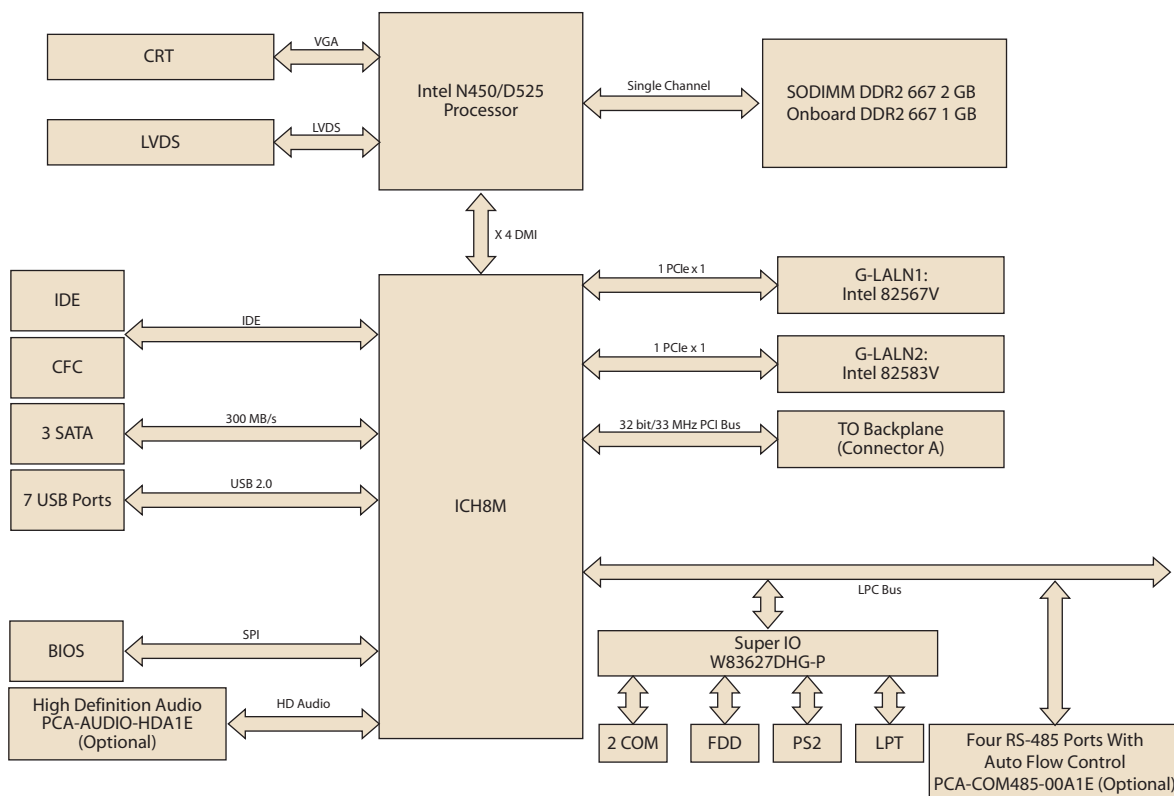 CRT
VGA
Intel N450/D525
Processor
Single Channel
SODIMM DDR2 667 2 GB
Onboard DDR2 667 1 GB
LVDS
LVDS
X 4 DMI
IDE
IDE
CFC
3 SATA
300 MB/s
7 USB Ports
USB 2.0
ICH8M
1 PCIe x 1
G-LALN1:
Intel 82567V
1 PCIe x 1
G-LALN2:
Intel 82583V
32 bit/33 MHz PCI Bus
TO Backplane
(Connector A)
LPC Bus
BIOS
SPI
Super IO
W83627DHG-P
High Definition Audio
PCA-AUDIO-HDA1E
(Optional)
HD Audio
2 COM
FDD
PS2
LPT
Four RS-485 Ports With
Auto Flow Control
PCA-COM485-00A1E (Optional)